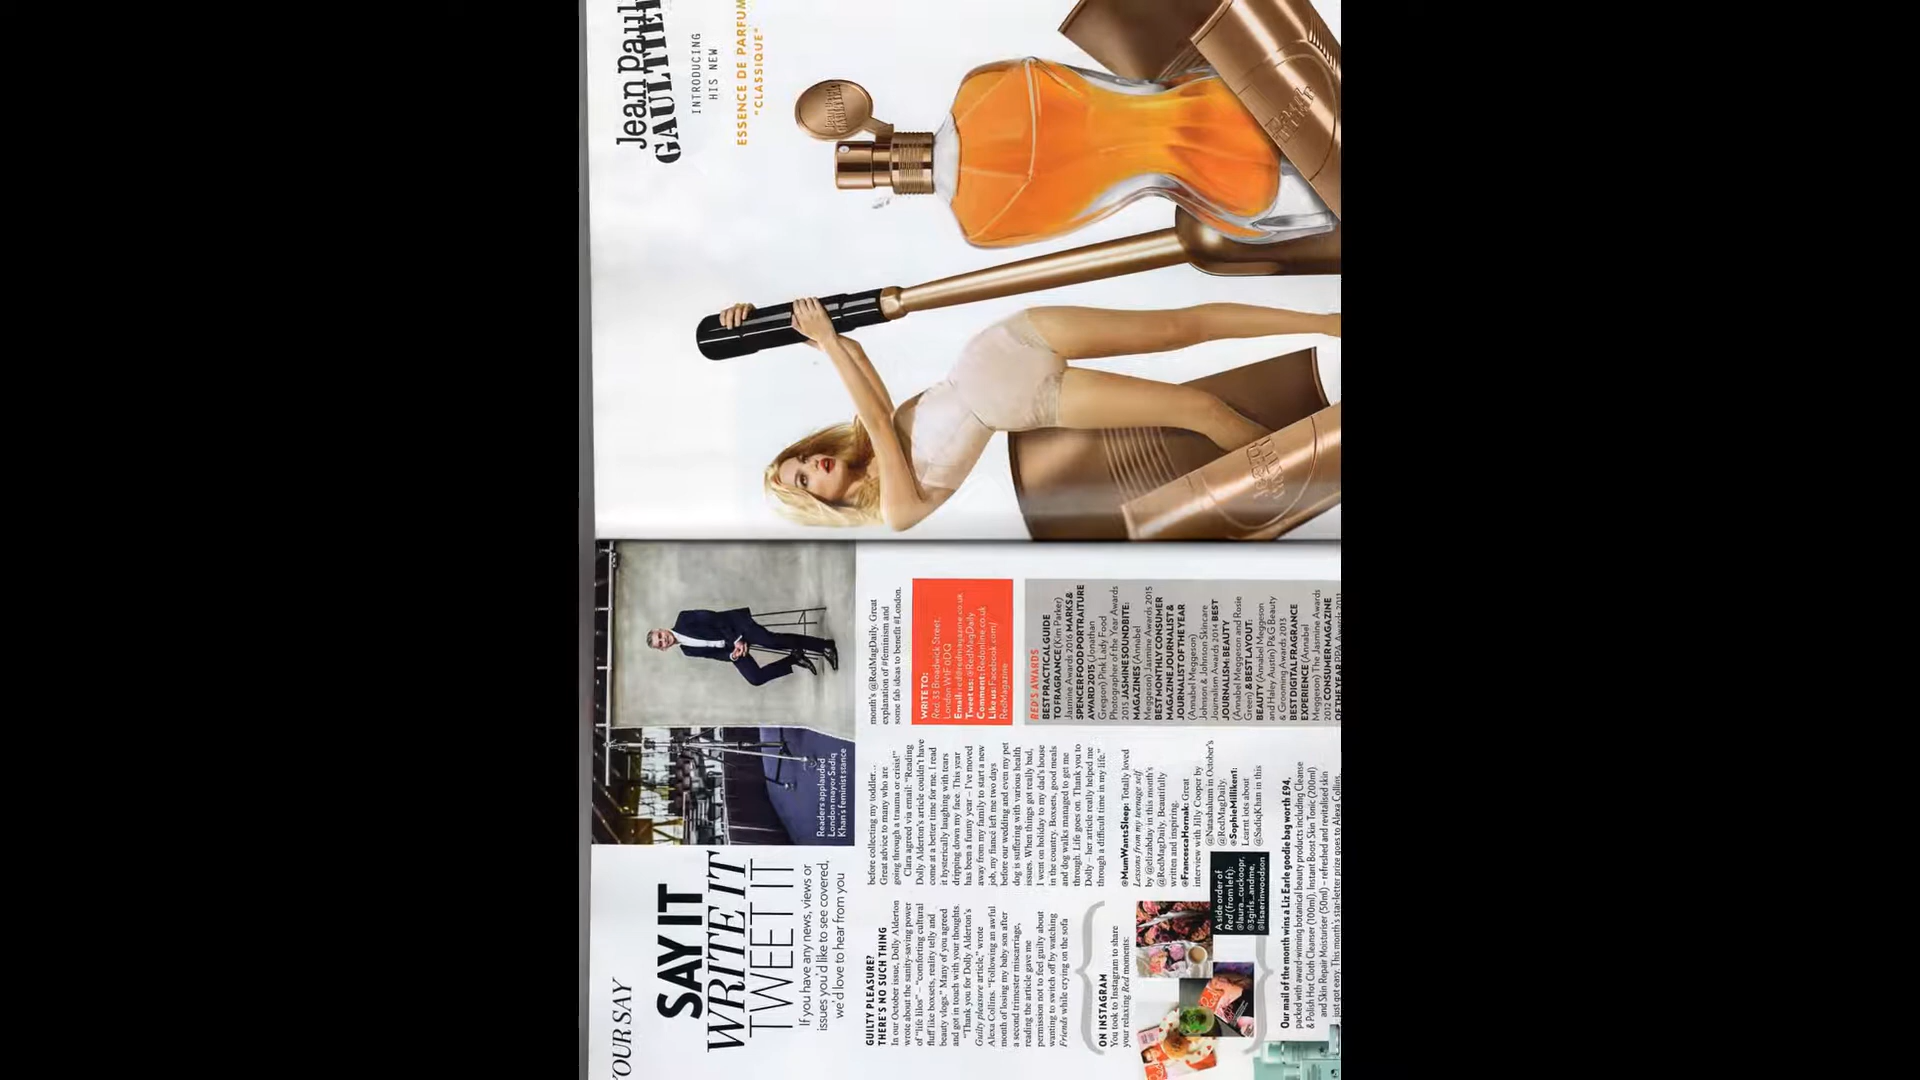 YOUR SAY
SAY IT
WRITE IT
TWEET IT
If you have any news, views or
issues you'd like to see covered,
we'd love to hear from you
Readers applauded
London mayor Sadiq
Khan's feminist stance
GUILTY PLEASURE?
THERE'S NO SUCH THING
In our October issue, Dolly Alderton
wrote about the sanity-saving power
of "life lilos" – "comforting cultural
fluff like boxsets, reality telly and
beauty vlogs." Many of you agreed
and got in touch with your thoughts.
"Thank you for Dolly Alderton's
Guilty pleasure article," wrote
Alexa Collins. "Following an awful
month of losing my baby son after
a second trimester miscarriage,
reading the article gave me
permission not to feel guilty about
wanting to switch off by watching
Friends while crying on the sofa
before collecting my toddler...
Great advice to many who are
going through a trauma or crisis!"
Clara agreed via email: "Reading
Dolly Alderton's article couldn't have
come at a better time for me. I read
it hysterically laughing with tears
dripping down my face. This year
has been a funny year – I've moved
away from my family to start a new
job, my fiancé left me two days
before our wedding and even my pet
dog is suffering with various health
issues. When things got really bad,
I went on holiday to my dad's house
in the country. Boxsets, good meals
and dog walks managed to get me
through. Life goes on. Thank you to
Dolly – her article really helped me
through a difficult time in my life."
@MumWantsSleep: Totally loved
Lessons from my teenage self
by @elizabday in this month's
@RedMagDaily. Beautifully
written and inspiring.
@FrancescaHornak: Great
interview with Jilly Cooper by
@Natashalunn in October's
@RedMagDaily.
@SophieMilliken1:
Learnt lots about
@SadiqKhan in this
month's @RedMagDaily. Great
explanation of #feminism and
some fab ideas to benefit #London.
WRITE TO:
Red, 33 Broadwick Street,
London W1F 0DQ
Email: red@redmagazine.co.uk
Tweet us: @RedMagDaily
Comment: Redonline.co.uk
Like us: Facebook.com/
RedMagazine
RED'S AWARDS
BEST PRACTICAL GUIDE
TO FRAGRANCE (Kim Parker)
Jasmine Awards 2016 MARKS &
SPENCER FOOD PORTRAITURE
AWARD 2015 (Jonathan
Gregson) Pink Lady Food
Photographer of the Year Awards
2015 JASMINE SOUNDBITE:
MAGAZINES (Annabel
Meggeson) Jasmine Awards 2015
BEST MONTHLY CONSUMER
MAGAZINE JOURNALIST &
JOURNALIST OF THE YEAR
(Annabel Meggeson)
Johnson & Johnson Skincare
Journalism Awards 2014 BEST
JOURNALISM: BEAUTY
(Annabel Meggeson and Rosie
Green) & BEST LAYOUT:
BEAUTY (Annabel Meggeson
and Haley Austin) P&G Beauty
& Grooming Awards 2013
BEST DIGITAL FRAGRANCE
EXPERIENCE (Annabel
Meggeson) The Jasmine Awards
2012 CONSUMER MAGAZINE
OF THE YEAR PPA Awards 2011
ON INSTAGRAM
You took to Instagram to share
your relaxing Red moments:
A side order of
Red (from left):
@laura_cuckoopr,
@3girls_andme,
@lisaerinwoodson
Our mail of the month wins a Liz Earle goodie bag worth £94,
packed with award-winning botanical beauty products including Cleanse
& Polish Hot Cloth Cleanser (100ml), Instant Boost Skin Tonic (200ml)
and Skin Repair Moisturiser (50ml) – refreshed and revitalised skin
just got easy. This month's star-letter prize goes to Alexa Collins.
Jean Paul
GAULTIER
INTRODUCING
HIS NEW
ESSENCE DE PARFUM
"CLASSIQUE"